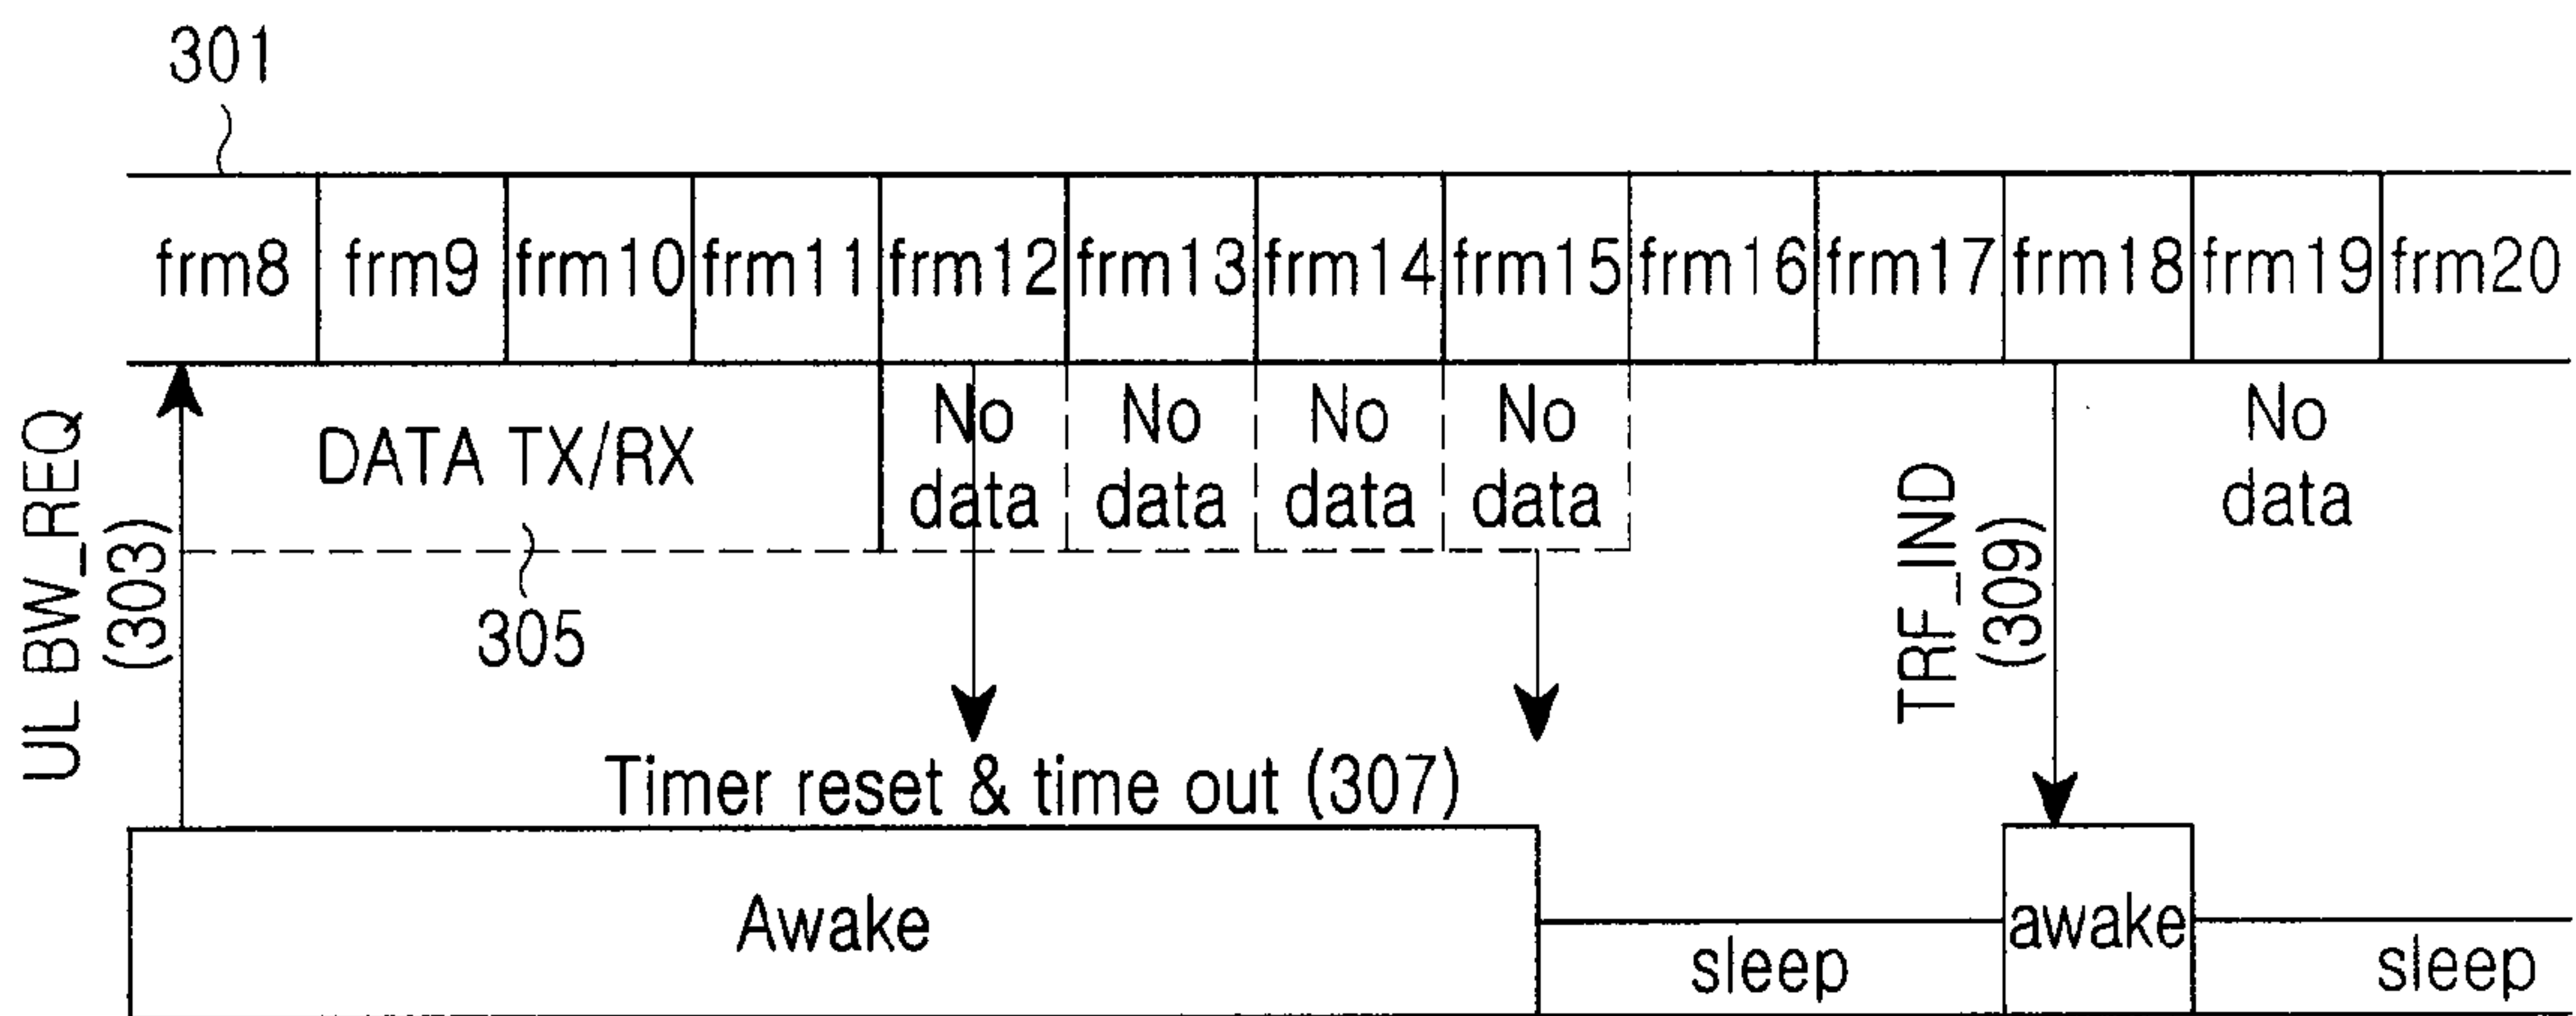 301
frm8 frm9 frm10 frm11 frm12 frm13 frm14 frm15 frm16 frm17 frm18 frm19 frm20
UL BW_REQ
(303)
DATA TX/RX
305
No
data
No
data
No
data
No
data
TRF_IND
(309)
No
data
Timer reset & time out (307)
Awake
sleep
awake
sleep